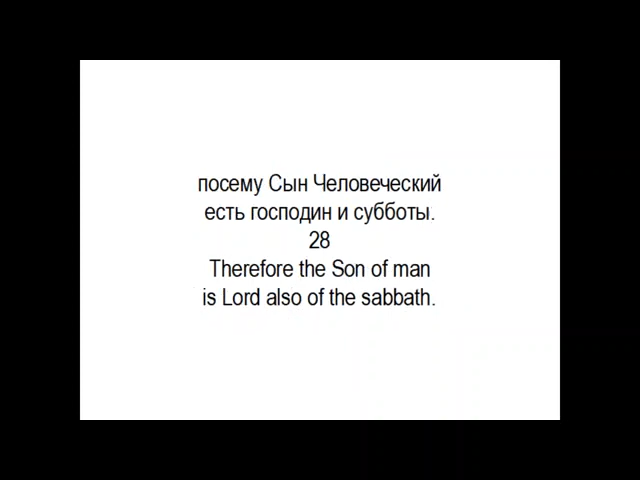 посему Сын Человеческий
есть господин и субботы.
28
Therefore the Son of man
is Lord also of the sabbath.